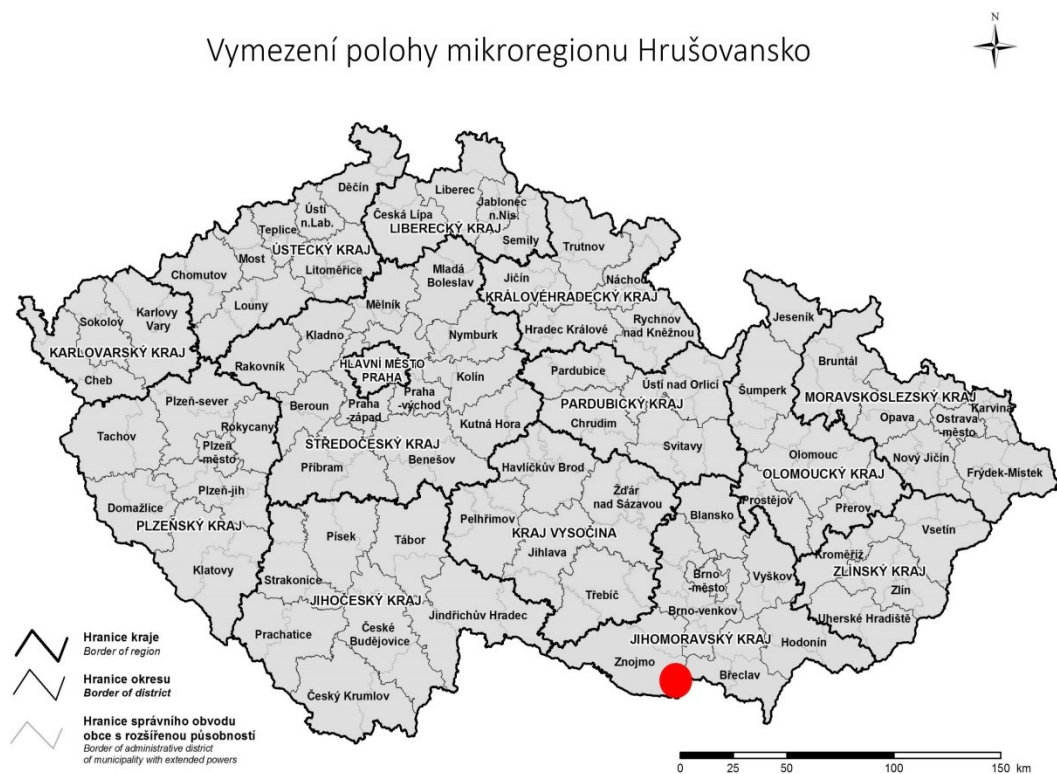 N
Vymezení polohy mikroregionu Hrušovansko
Děčín
Liberec
Ústí
n.Lab.
Česká Lípa
Jablonec
n.Nis.
Teplice
LIBERECKÝ KRAJ
Semily
Trutnov
ÚSTECKÝ KRAJ
Most
Chomutov
Litoměřice
Mladá
Boleslav
Jičín
Náchod
Louny
Mělník
KRÁLOVÉHRADECKÝ KRAJ
Karlovy
Vary
Sokolov
Kladno
Nymburk
Hradec Králové
Rychnov
nad Kněžnou
Jeseník
KARLOVARSKÝ KRAJ
Cheb
Rakovník
HLAVNÍ MĚSTO
PRAHA
Kolín
Pardubice
Bruntál
Plzeň-sever
Beroun
Praha
-západ
Praha
-východ
Ústí nad Orlicí
Šumperk
MORAVSKOSLEZSKÝ KRAJ
PARDUBICKÝ KRAJ
Karvina
Rokycany
Kutná Hora
Chrudim
Opava
Ostrava-
město
Tachov
Plzeň
-město
STŘEDOČESKÝ KRAJ
Svitavy
Olomouc
Nový Jičín
Příbram
Benešov
Havlíčkův Brod
OLOMOUCKÝ KRAJ
Frýdek-Místek
Plzeň-jih
Žďár
nad Sázavou
Prostějov
Přerov
Domažlice
Pelhřimov
Blansko
Vsetín
PLZEŇSKÝ KRAJ
Písek
Tábor
KRAJ VYSOČINA
Kroměříž
Jihlava
Klatovy
Brno-
město
Vyškov
ZLÍNSKÝ KRAJ
Strakonice
Třebíč
Zlín
JIHOČESKÝ KRAJ
Jindřichův Hradec
Brno-venkov
Uherské Hradiště
Prachatice
České
Budějovice
JIHOMORAVSKÝ KRAJ
Hodonín
Znojmo
Břeclav
Český Krumlov
Hranice kraje
Border of region
Hranice okresu
Border of district
Hranice správního obvodu
obce s rozšířenou působností
Border of administrative district
of municipality with extended powers
0 25 50 100 150 km